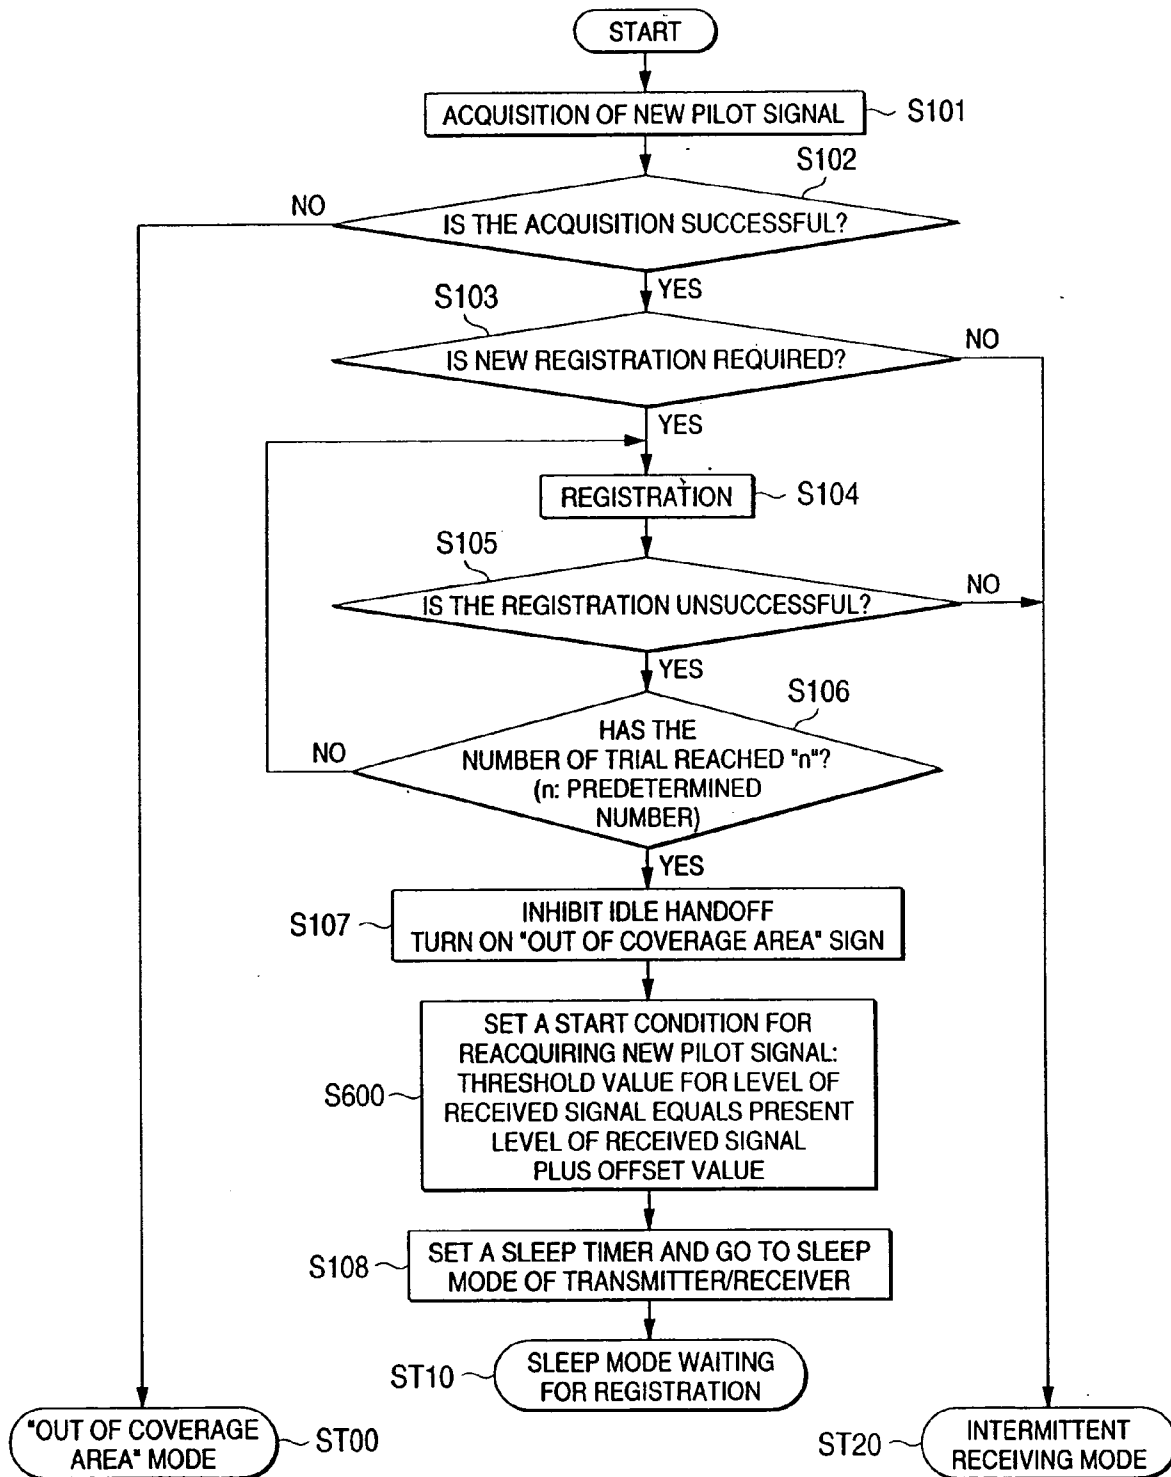 START
ACQUISITION OF NEW PILOT SIGNAL
S101
S102
NO
IS THE ACQUISITION SUCCESSFUL?
YES
S103
NO
IS NEW REGISTRATION REQUIRED?
YES
REGISTRATION
S104
S105
NO
IS THE REGISTRATION UNSUCCESSFUL?
YES
S106
NO
HAS THE
NUMBER OF TRIAL REACHED "n"?
(n: PREDETERMINED
NUMBER)
YES
S107
INHIBIT IDLE HANDOFF
TURN ON "OUT OF COVERAGE AREA" SIGN
S600
SET A START CONDITION FOR
REACQUIRING NEW PILOT SIGNAL:
THRESHOLD VALUE FOR LEVEL OF
RECEIVED SIGNAL EQUALS PRESENT
LEVEL OF RECEIVED SIGNAL
PLUS OFFSET VALUE
S108
SET A SLEEP TIMER AND GO TO SLEEP
MODE OF TRANSMITTER/RECEIVER
ST10
SLEEP MODE WAITING
FOR REGISTRATION
"OUT OF COVERAGE
AREA" MODE
ST00
ST20
INTERMITTENT
RECEIVING MODE